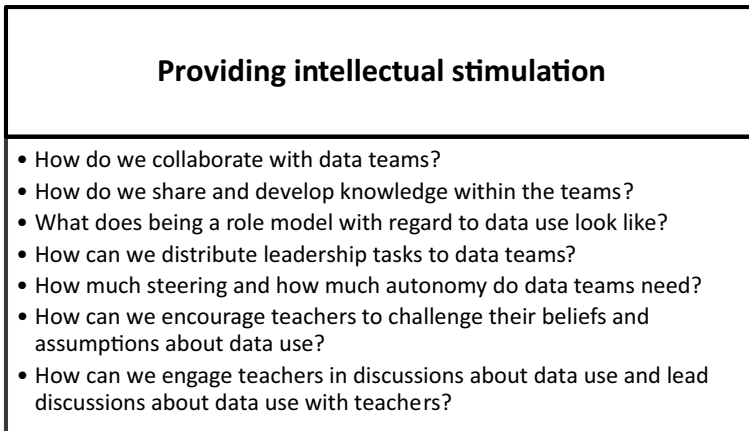 Providing intellectual stimulation
• How do we collaborate with data teams?
• How do we share and develop knowledge within the teams?
• What does being a role model with regard to data use look like?
• How can we distribute leadership tasks to data teams?
• How much steering and how much autonomy do data teams need?
• How can we encourage teachers to challenge their beliefs and
assumptions about data use?
• How can we engage teachers in discussions about data use and lead
discussions about data use with teachers?